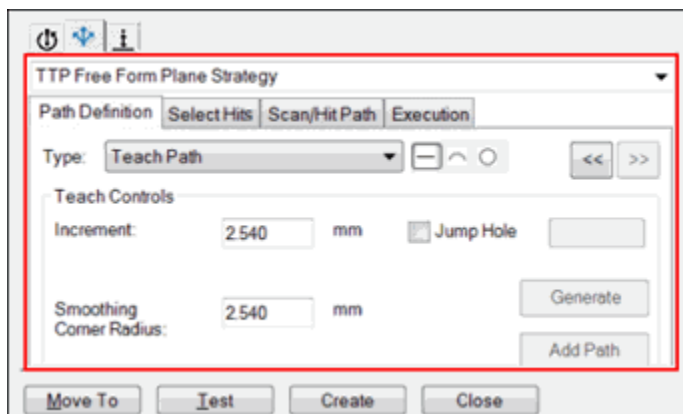 TTP Free Form Plane Strategy
Path Definition Select Hits Scan/Hit Path Execution
Type: Teach Path << >>
Teach Controls
Increment: 2.540 mm Jump Hole
Generate
Smoothing Corner Radius: 2.540 mm
Add Path
Move To Test Create Close